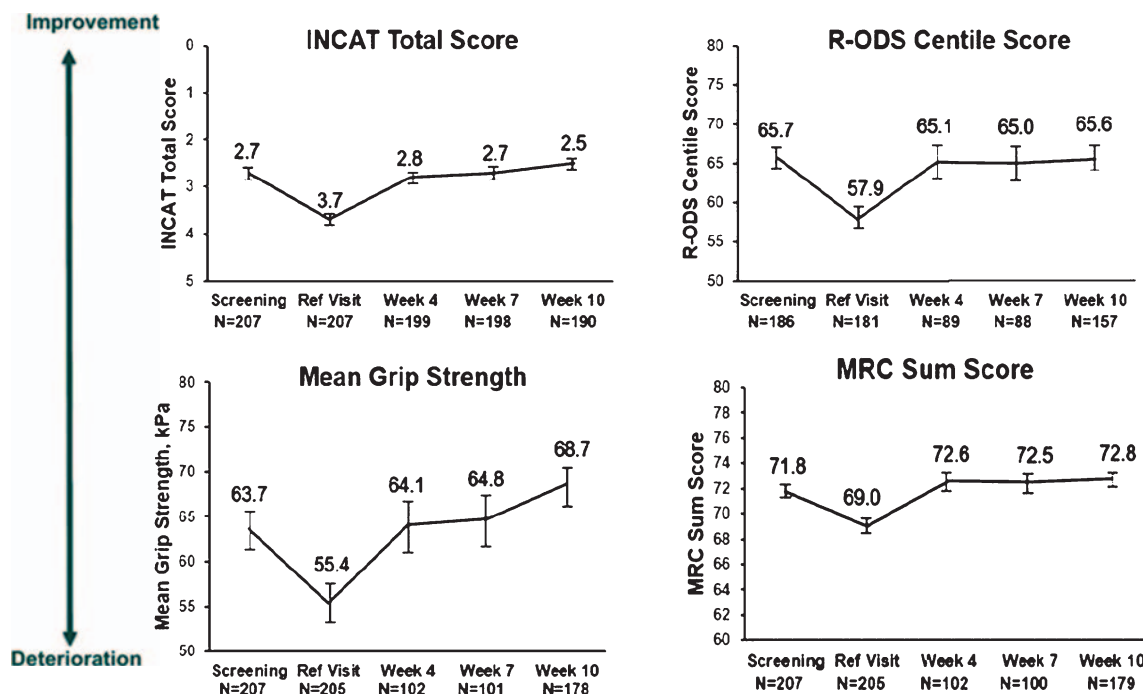 Improvement
Deterioration
INCAT Total Score
INCAT Total Score
0
1
2
3
4
5
2.7
3.7
2.8
2.7
2.5
Screening Ref Visit Week 4 Week 7 Week 10
N=207 N=207 N=199 N=198 N=190
R-ODS Centile Score
R-ODS Centile Score
80
75
70
65
60
55
50
65.7
57.9
65.1
65.0
65.6
Screening Ref Visit Week 4 Week 7 Week 10
N=186 N=181 N=89 N=88 N=157
Mean Grip Strength
Mean Grip Strength, kPa
80
75
70
65
60
55
50
63.7
55.4
64.1
64.8
68.7
Screening Ref Visit Week 4 Week 7 Week 10
N=207 N=205 N=102 N=101 N=178
MRC Sum Score
MRC Sum Score
80
78
76
74
72
70
68
66
64
62
60
71.8
69.0
72.6
72.5
72.8
Screening Ref Visit Week 4 Week 7 Week 10
N=207 N=205 N=102 N=100 N=179